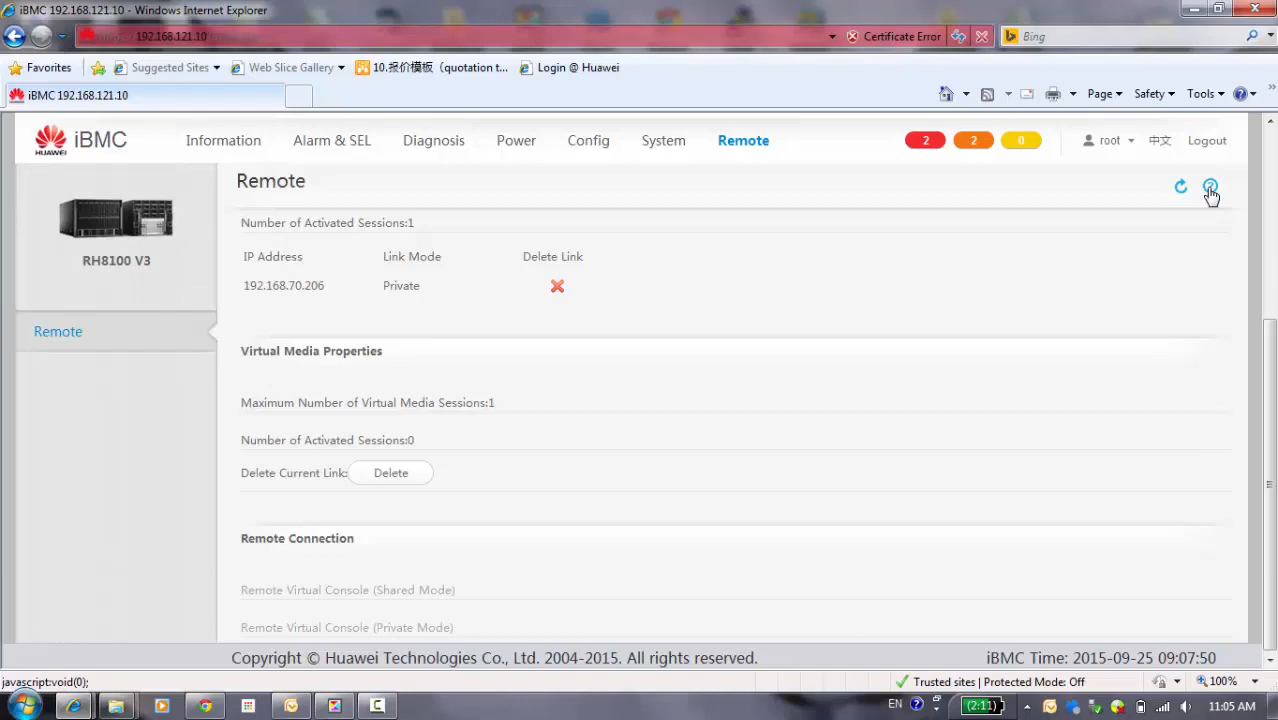 iBMC 192.168.121.10 - Windows Internet Explorer
192.168.121.10 Certificate Error Bing
Favorites Suggested Sites Web Slice Gallery 10.报价模板（quotation t... Login @ Huawei
iBMC 192.168.121.10 Page Safety Tools
HUAWEI iBMC Information Alarm & SEL Diagnosis Power Config System Remote 2 2 0 root 中文 Logout
Remote
Number of Activated Sessions:1
IP Address Link Mode Delete Link
RH8100 V3
192.168.70.206 Private
Remote
Virtual Media Properties
Maximum Number of Virtual Media Sessions:1
Number of Activated Sessions:0
Delete Current Link: Delete
Remote Connection
Remote Virtual Console (Shared Mode)
Remote Virtual Console (Private Mode)
Copyright © Huawei Technologies Co., Ltd. 2004-2015. All rights reserved. iBMC Time: 2015-09-25 09:07:50
javascript:void(0); Trusted sites | Protected Mode: Off 100%
EN (2:11) 11:05 AM